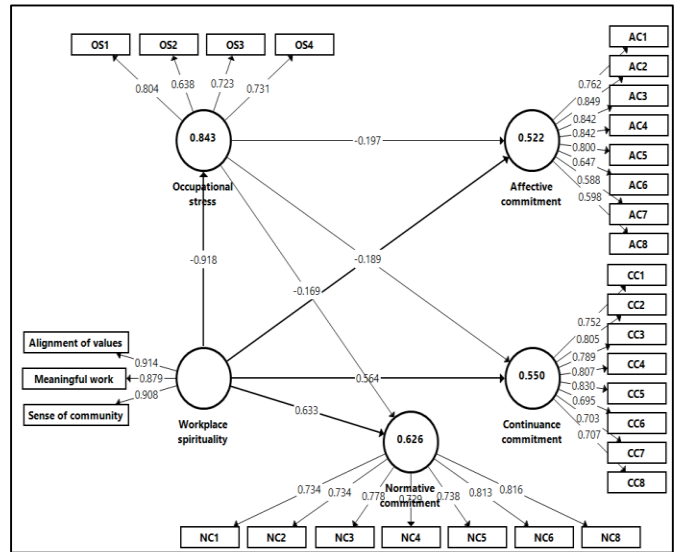 OS1
OS2
OS3
OS4
0.804
0.638
0.723
0.731
0.843
Occupational
stress
-0.197
0.522
Affective
commitment
AC1
AC2
AC3
AC4
AC5
AC6
AC7
AC8
0.762
0.849
0.842
0.842
0.800
0.647
0.588
0.598
-0.918
-0.169
-0.189
Alignment of values
Meaningful work
Sense of community
0.914
0.879
0.908
Workplace
spirituality
0.564
0.633
0.550
Continuance
commitment
CC1
CC2
CC3
CC4
CC5
CC6
CC7
CC8
0.752
0.805
0.789
0.807
0.830
0.695
0.703
0.707
0.626
Normative
commitment
0.734
0.734
0.778
0.729
0.738
0.813
0.816
NC1
NC2
NC3
NC4
NC5
NC6
NC8